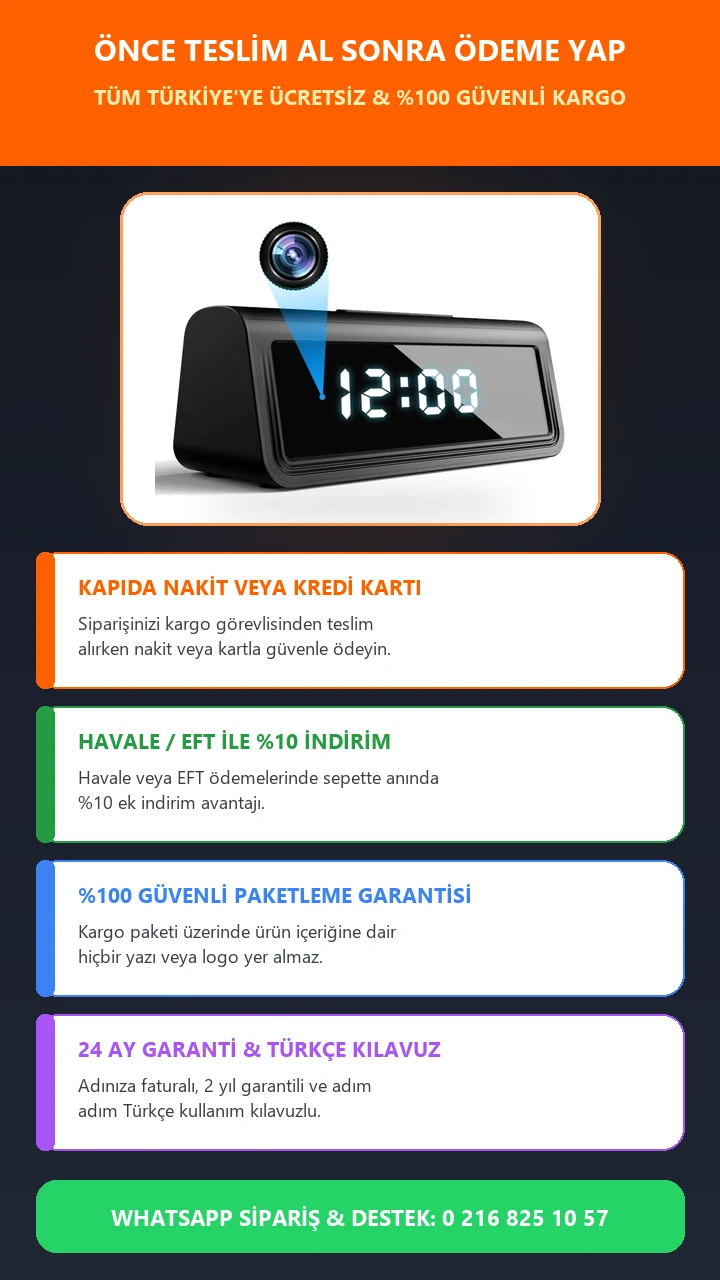 ÖNCE TESLİM AL SONRA ÖDEME YAP
TÜM TÜRKİYE'YE ÜCRETSİZ & %100 GÜVENLİ KARGO
12:00
KAPIDA NAKİT VEYA KREDİ KARTI
Siparişinizi kargo görevlisinden teslim
alırken nakit veya kartla güvenle ödeyin.
HAVALE / EFT İLE %10 İNDİRİM
Havale veya EFT ödemelerinde sepette anında
%10 ek indirim avantajı.
%100 GÜVENLİ PAKETLEME GARANTİSİ
Kargo paketi üzerinde ürün içeriğine dair
hiçbir yazı veya logo yer almaz.
24 AY GARANTİ & TÜRKÇE KILAVUZ
Adınıza faturalı, 2 yıl garantili ve adım
adım Türkçe kullanım kılavuzlu.
WHATSAPP SİPARİŞ & DESTEK: 0 216 825 10 57